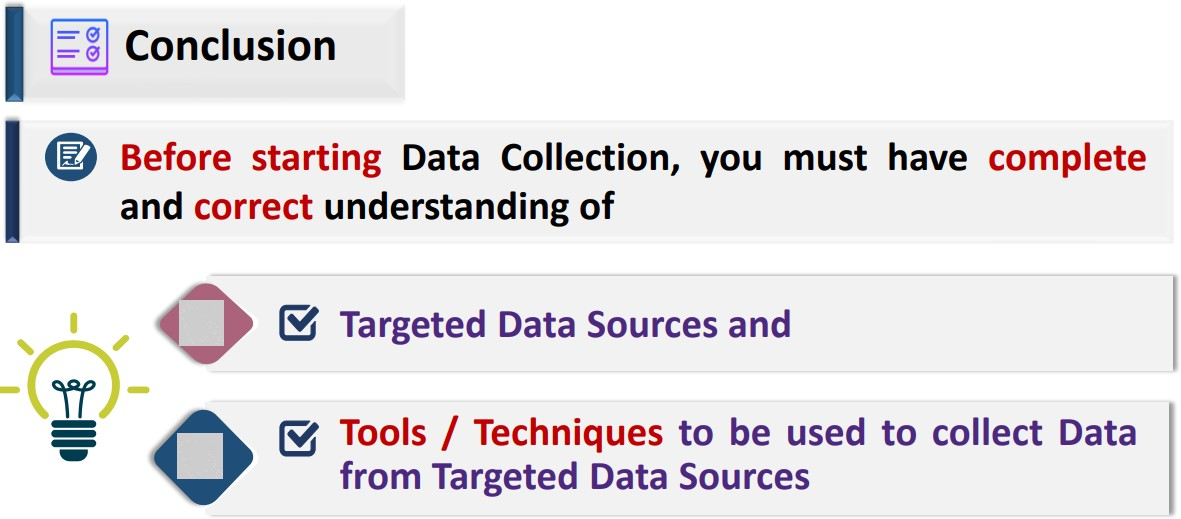 Conclusion
Before starting Data Collection, you must have complete
and correct understanding of
Targeted Data Sources and
Tools / Techniques to be used to collect Data
from Targeted Data Sources